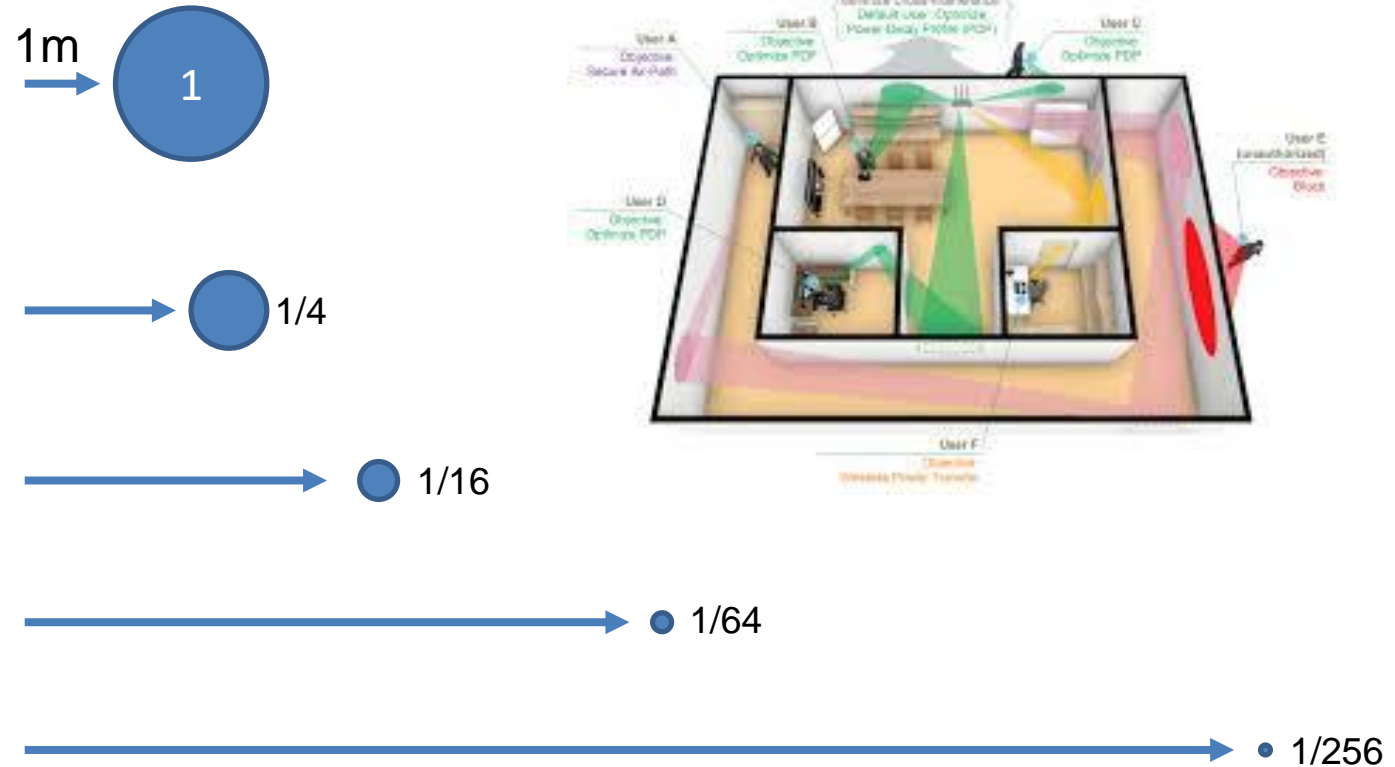 1m
1
1/4
1/16
1/64
1/256
Default User: Optimize
Power Decay Profile (PDP)
User A
Objective:
Secure Air-Path
User B
Objective:
Optimize PDP
User C
Objective:
Optimize PDP
User D
Objective:
Optimize PDP
User E
(unauthorized)
Objective:
Block
User F
Objective:
Wireless Power Transfer